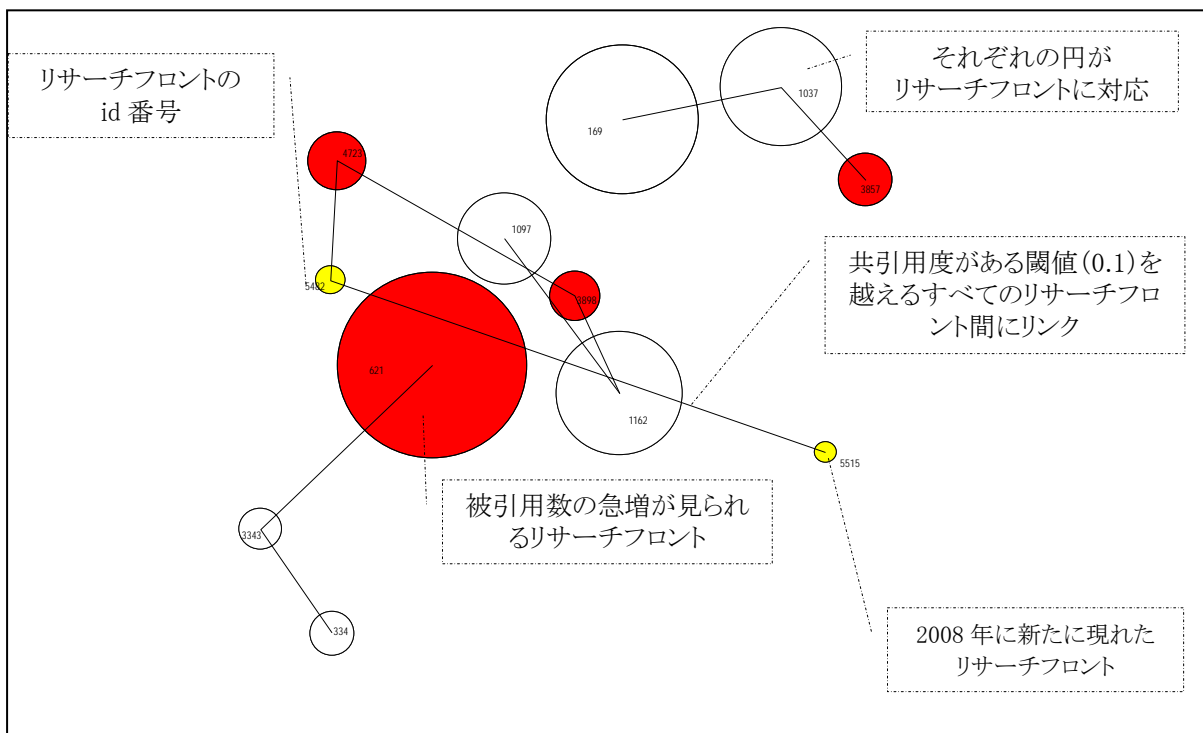 リサーチフロントの
id 番号
それぞれの円が
リサーチフロントに対応
1037
169
4723
3857
1097
共引用度がある閾値(0.1)を
越えるすべてのリサーチフロ
ント間にリンク
5482
3898
621
1162
5515
被引用数の急増が見られ
るリサーチフロント
3343
334
2008 年に新たに現れた
リサーチフロント